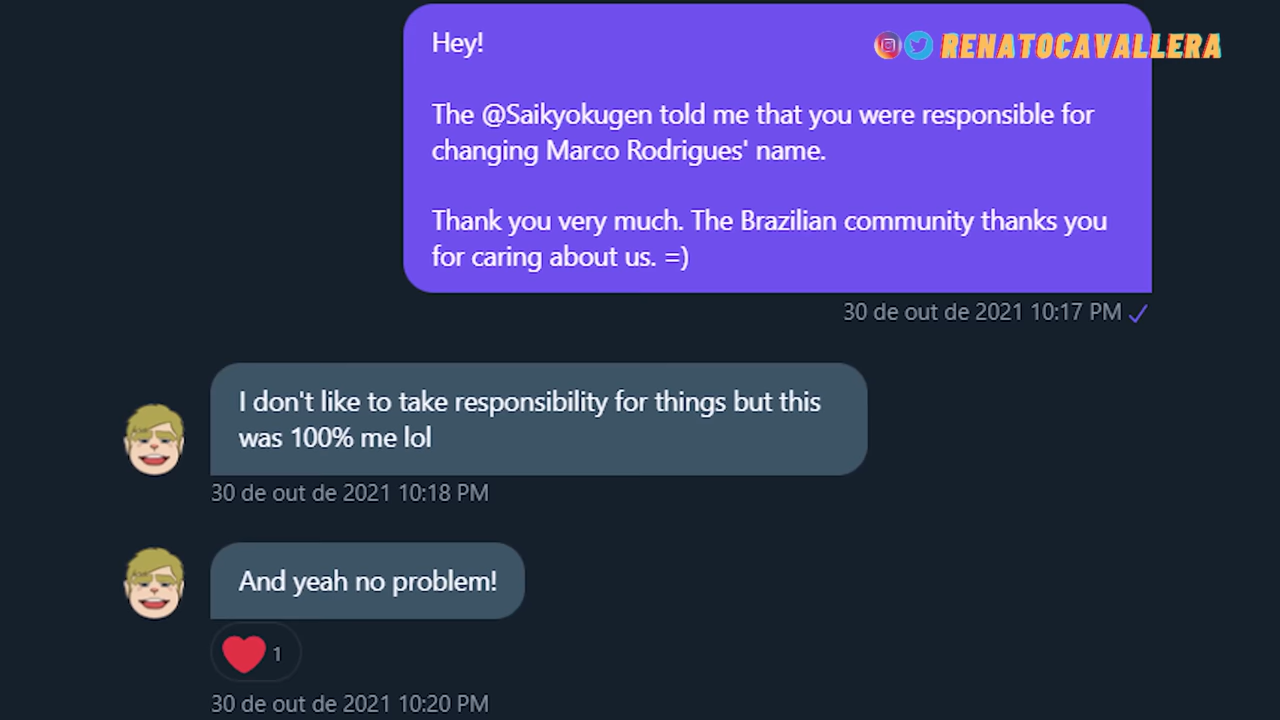 RENATOCAVALLERA
Hey!
The @Saikyokugen told me that you were responsible for
changing Marco Rodrigues' name.
Thank you very much. The Brazilian community thanks you
for caring about us. =)
30 de out de 2021 10:17 PM
I don't like to take responsibility for things but this
was 100% me lol
30 de out de 2021 10:18 PM
And yeah no problem!
1
30 de out de 2021 10:20 PM